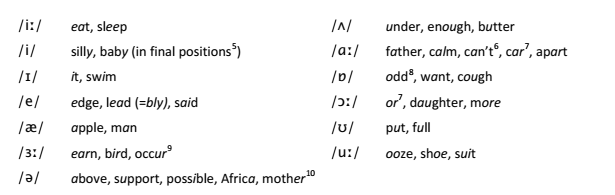 /iː/ eat, sleep
/i/ silly, baby (in final positions⁵)
/ɪ/ it, swim
/e/ edge, lead (=bly), said
/æ/ apple, man
/ɜː/ earn, bird, occur⁹
/ə/ above, support, possible, Africa, mother¹⁰
/ʌ/ under, enough, butter
/aː/ father, calm, can't⁶, car⁷, apart
/ɒ/ odd⁸, want, cough
/ɔː/ or⁷, daughter, more
/ʊ/ put, full
/uː/ ooze, shoe, suit